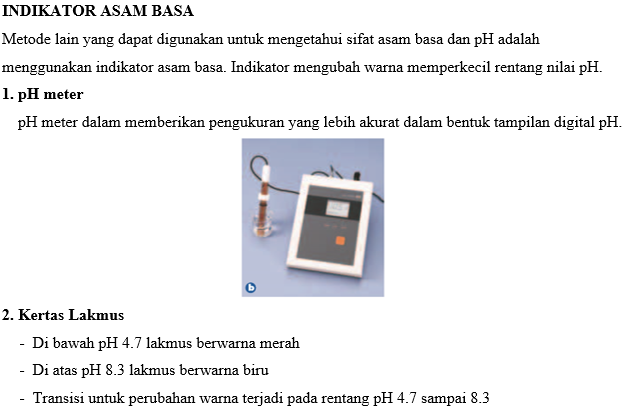 INDIKATOR ASAM BASA
Metode lain yang dapat digunakan untuk mengetahui sifat asam basa dan pH adalah
menggunakan indikator asam basa. Indikator mengubah warna memperkecil rentang nilai pH.
1. pH meter
pH meter dalam memberikan pengukuran yang lebih akurat dalam bentuk tampilan digital pH.
b
2. Kertas Lakmus
- Di bawah pH 4.7 lakmus berwarna merah
- Di atas pH 8.3 lakmus berwarna biru
- Transisi untuk perubahan warna terjadi pada rentang pH 4.7 sampai 8.3